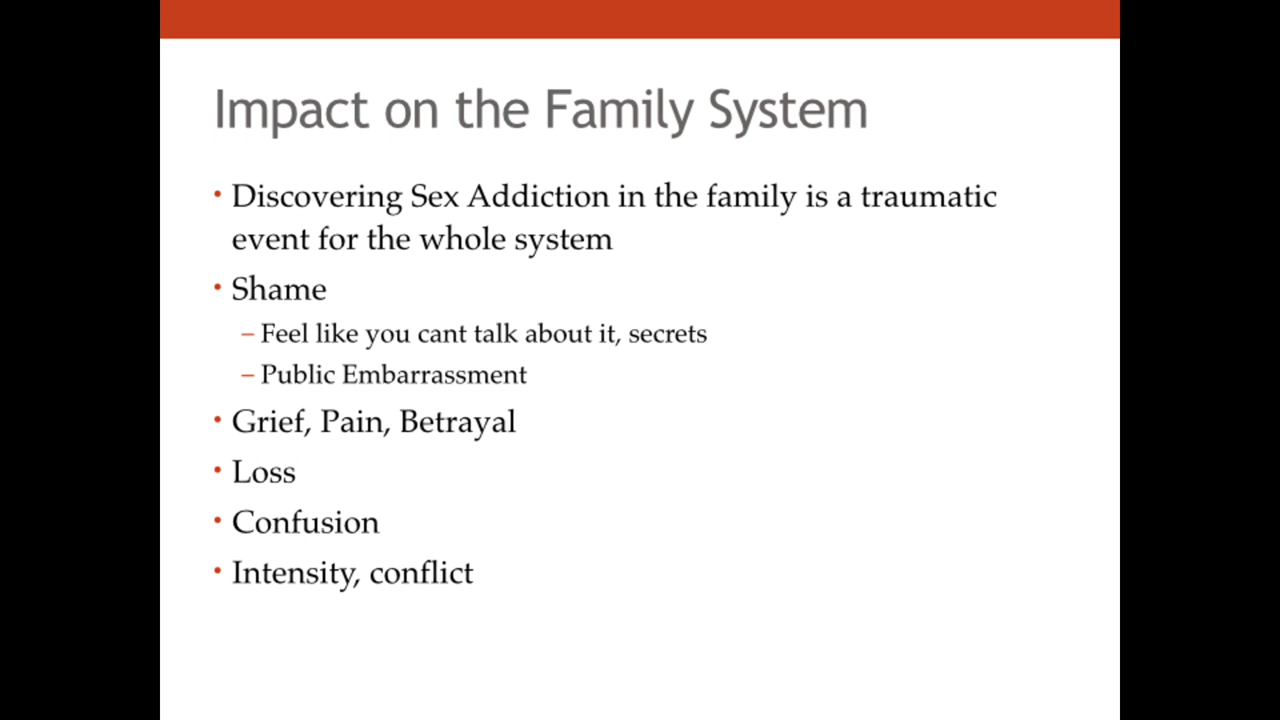 Impact on the Family System
• Discovering Sex Addiction in the family is a traumatic
event for the whole system
• Shame
– Feel like you cant talk about it, secrets
– Public Embarrassment
• Grief, Pain, Betrayal
• Loss
• Confusion
• Intensity, conflict